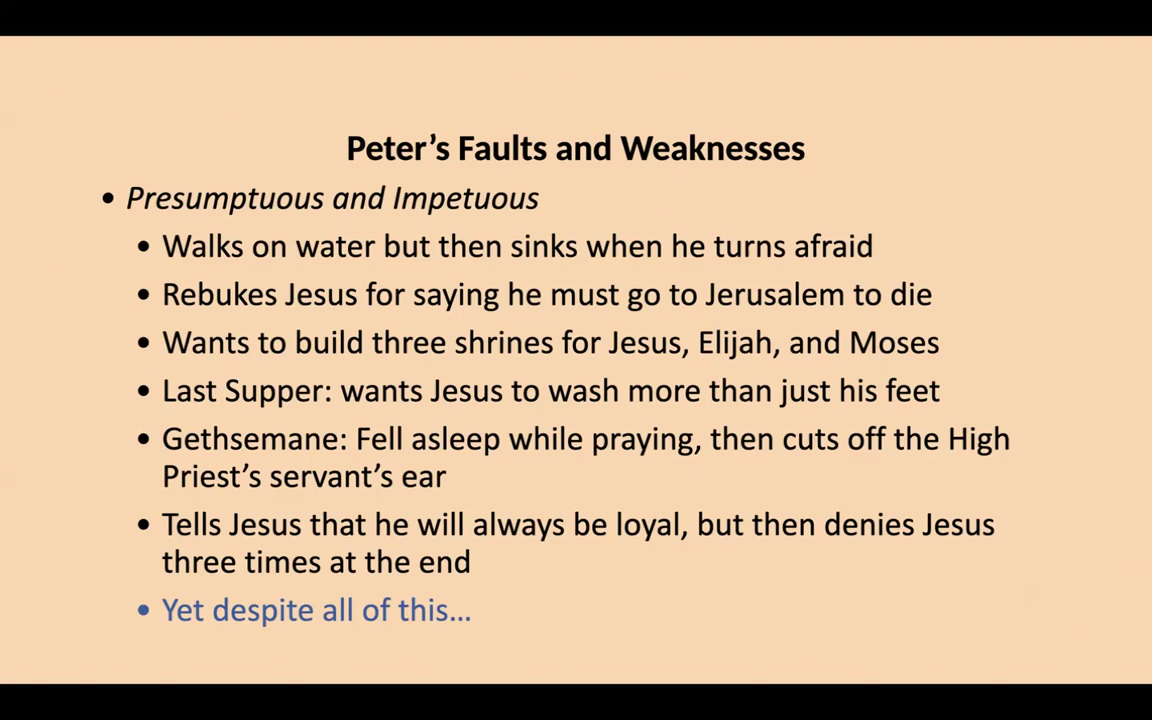 Peter’s Faults and Weaknesses
• Presumptuous and Impetuous
• Walks on water but then sinks when he turns afraid
• Rebukes Jesus for saying he must go to Jerusalem to die
• Wants to build three shrines for Jesus, Elijah, and Moses
• Last Supper: wants Jesus to wash more than just his feet
• Gethsemane: Fell asleep while praying, then cuts off the High
Priest’s servant’s ear
• Tells Jesus that he will always be loyal, but then denies Jesus
three times at the end
• Yet despite all of this…